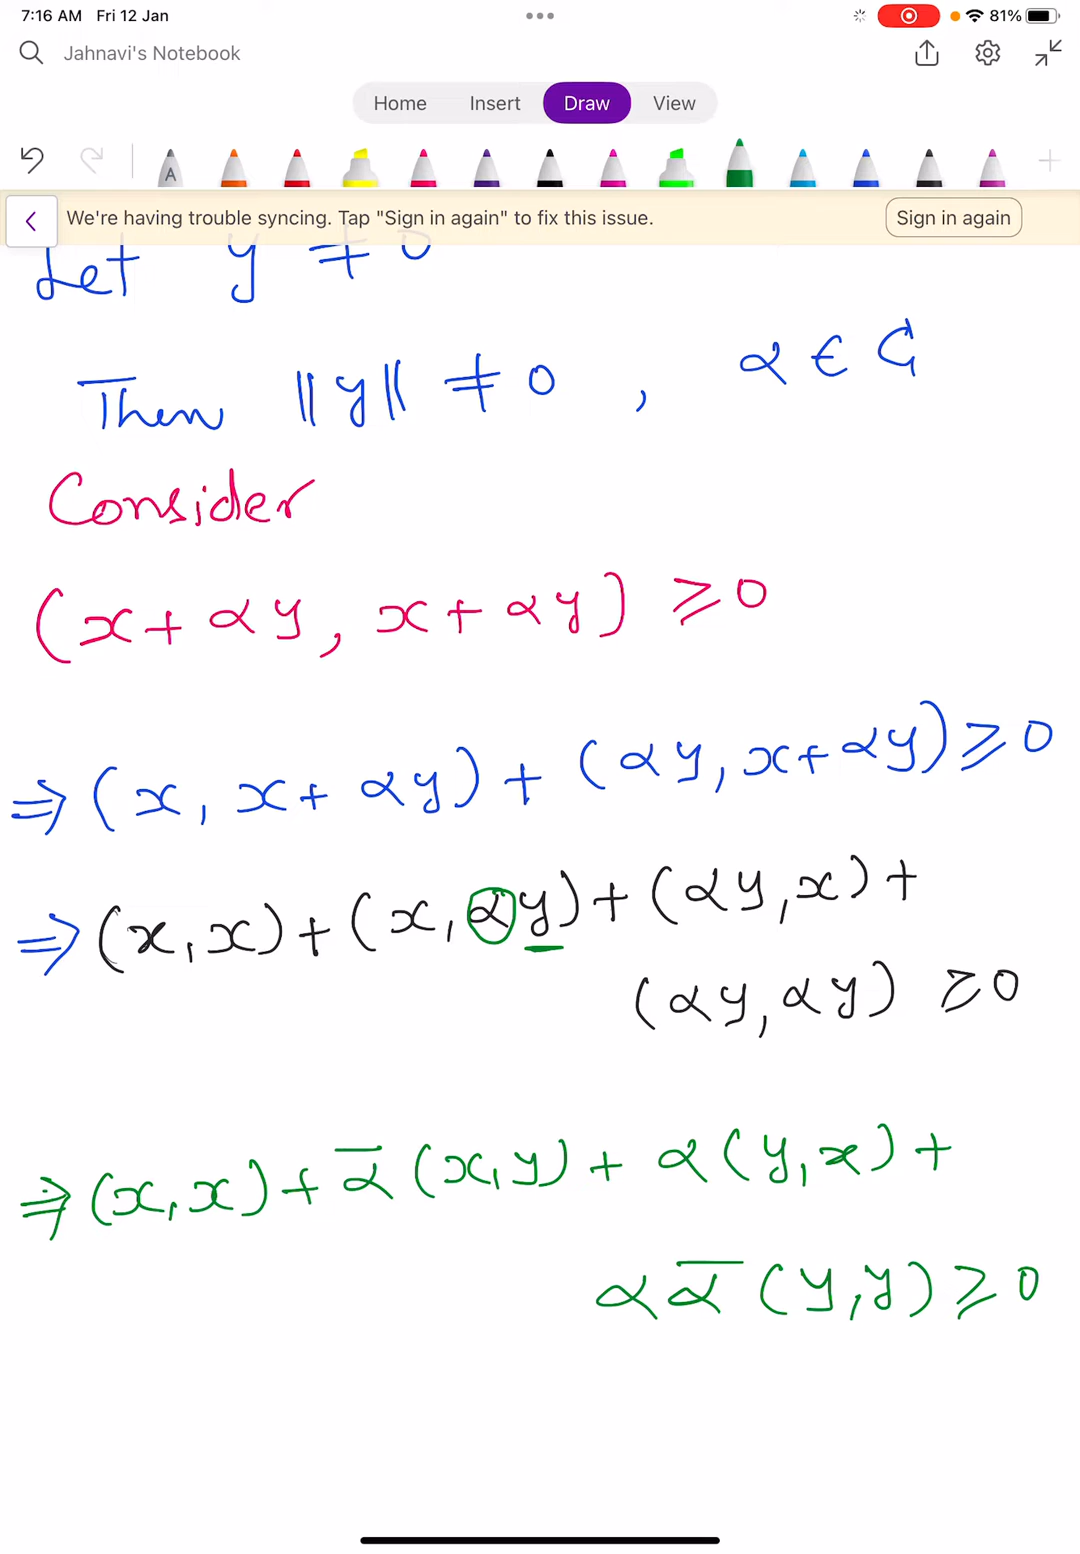 7:16 AM Fri 12 Jan
81%
Jahnavi's Notebook
Home Insert Draw View
A
We're having trouble syncing. Tap "Sign in again" to fix this issue.
Sign in again
Let y ≠ 0
Then ||y|| ≠ 0 , α ∈ ℂ
Consider
(x + αy, x + αy) ≥ 0
⇒ (x, x + αy) + (αy, x + αy) ≥ 0
⇒ (x, x) + (x, αy) + (αy, x) +
(αy, αy) ≥ 0
⇒ (x, x) + ᾱ (x, y) + α (y, x) +
α ᾱ (y, y) ≥ 0